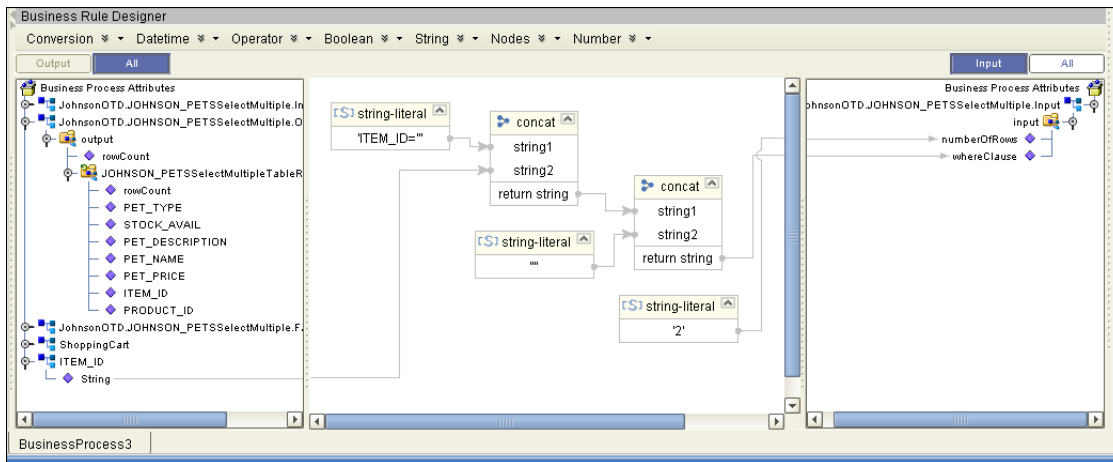 Business Rule Designer
Conversion Datetime Operator Boolean String Nodes Number
Output All
Input All
Business Process Attributes
JohnsonOTD.JOHNSON_PETSSelectMultiple.In
JohnsonOTD.JOHNSON_PETSSelectMultiple.O
output
rowCount
JOHNSON_PETSSelectMultipleTableR
rowCount
PET_TYPE
STOCK_AVAIL
PET_DESCRIPTION
PET_NAME
PET_PRICE
ITEM_ID
PRODUCT_ID
JohnsonOTD.JOHNSON_PETSSelectMultiple.F.
ShoppingCart
ITEM_ID
String
[S] string-literal
'ITEM_ID='"
concat
string1
string2
return string
concat
string1
string2
return string
[S] string-literal
""
[S] string-literal
'2'
Business Process Attributes
ohnsonOTD.JOHNSON_PETSSelectMultiple.Input
input
numberOfRows
whereClause
BusinessProcess3